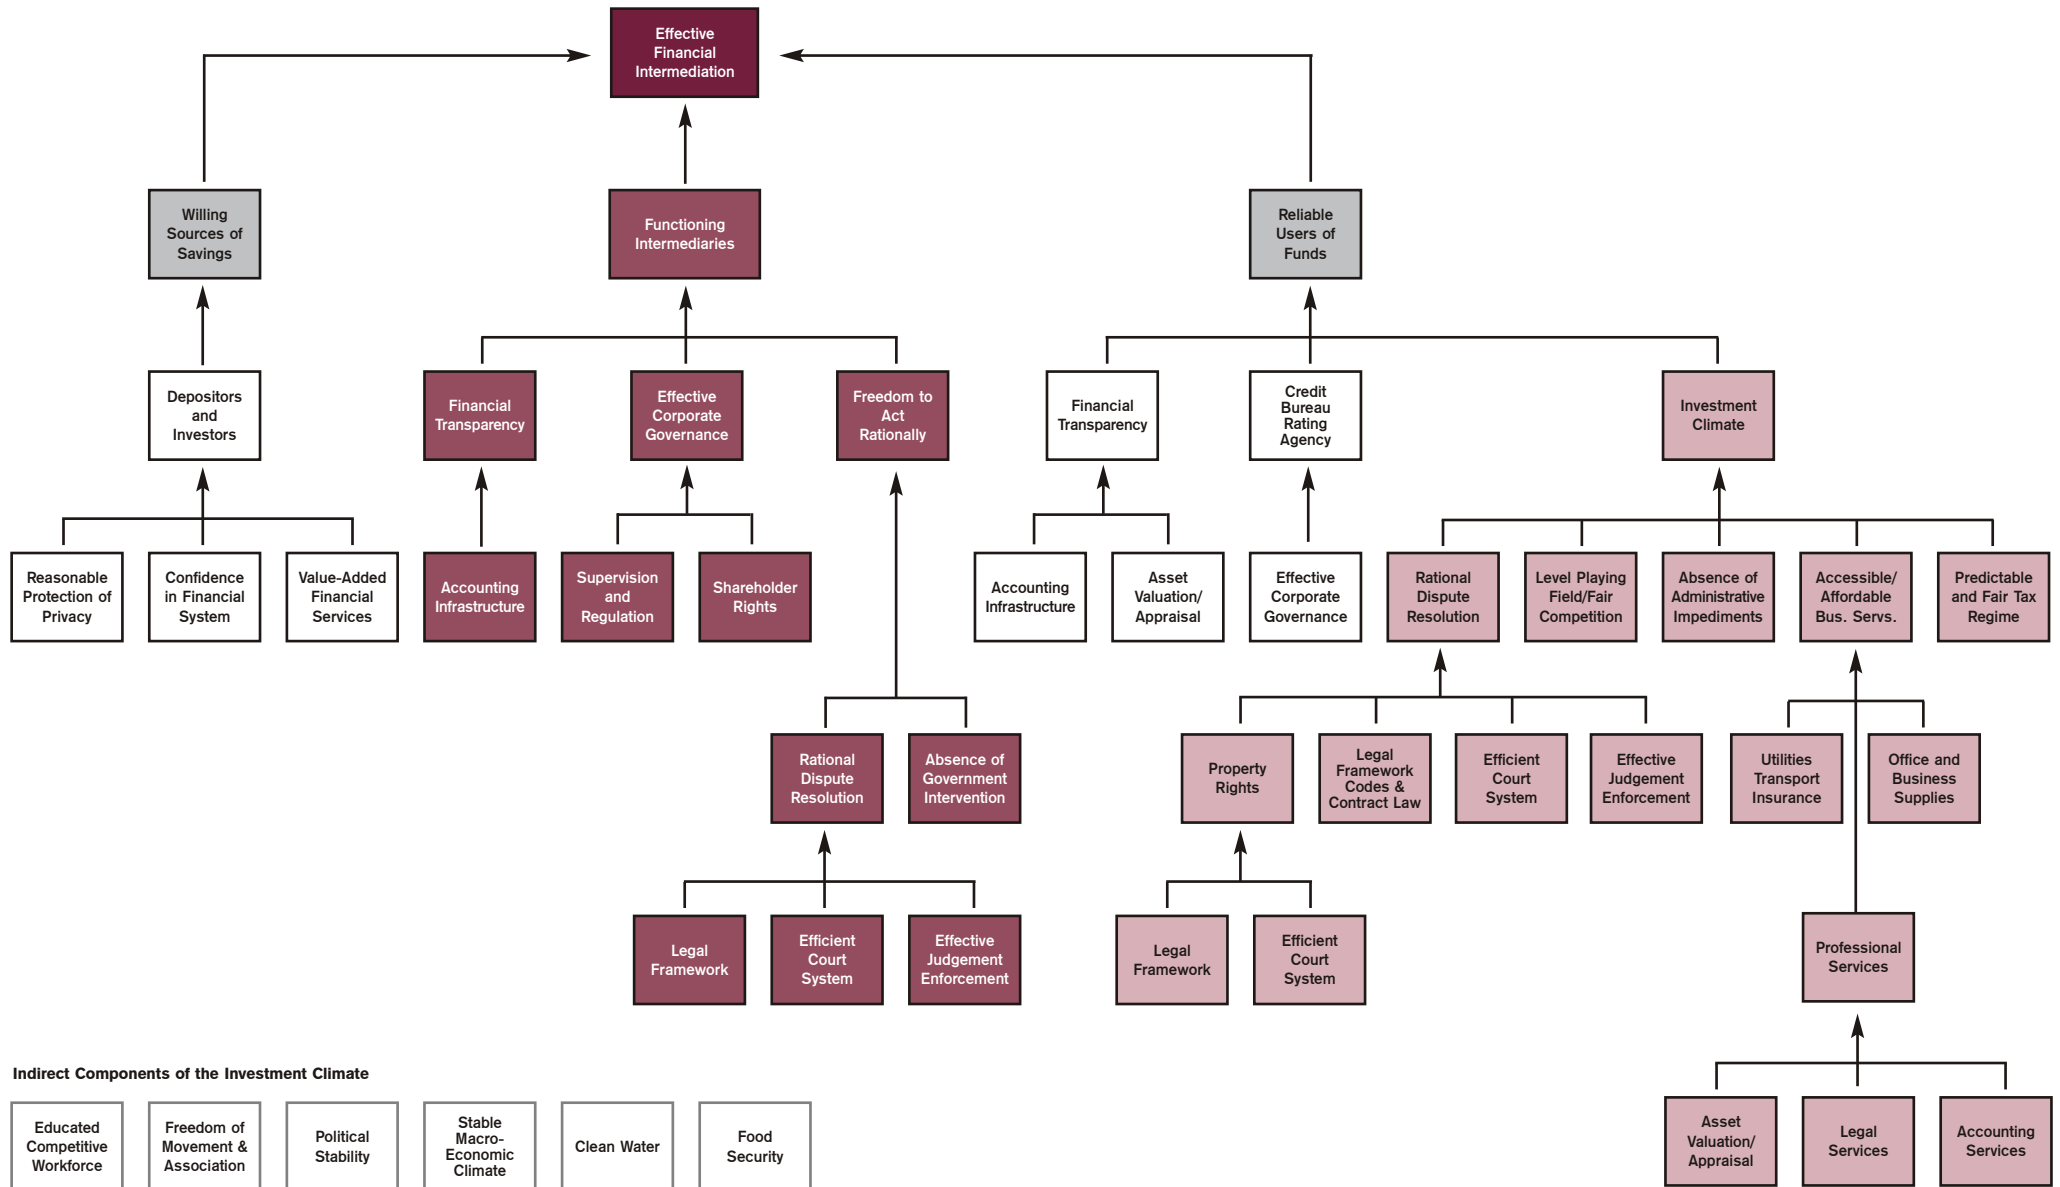 Effective
Financial
Intermediation
Willing
Sources of
Savings
Functioning
Intermediaries
Reliable
Users of
Funds
Depositors
and
Investors
Financial
Transparency
Effective
Corporate
Governance
Freedom to
Act
Rationally
Financial
Transparency
Credit
Bureau
Rating
Agency
Investment
Climate
Reasonable
Protection of
Privacy
Confidence
in Financial
System
Value-Added
Financial
Services
Accounting
Infrastructure
Supervision
and
Regulation
Shareholder
Rights
Accounting
Infrastructure
Asset
Valuation/
Appraisal
Effective
Corporate
Governance
Rational
Dispute
Resolution
Level Playing
Field/Fair
Competition
Absence of
Administrative
Impediments
Accessible/
Affordable
Bus. Servs.
Predictable
and Fair Tax
Regime
Rational
Dispute
Resolution
Absence of
Government
Intervention
Property
Rights
Legal
Framework
Codes &
Contract Law
Efficient
Court
System
Effective
Judgement
Enforcement
Utilities
Transport
Insurance
Office and
Business
Supplies
Legal
Framework
Efficient
Court
System
Effective
Judgement
Enforcement
Legal
Framework
Efficient
Court
System
Professional
Services
Asset
Valuation/
Appraisal
Legal
Services
Accounting
Services
Indirect Components of the Investment Climate
Educated
Competitive
Workforce
Freedom of
Movement &
Association
Political
Stability
Stable
Macro-
Economic
Climate
Clean Water
Food
Security